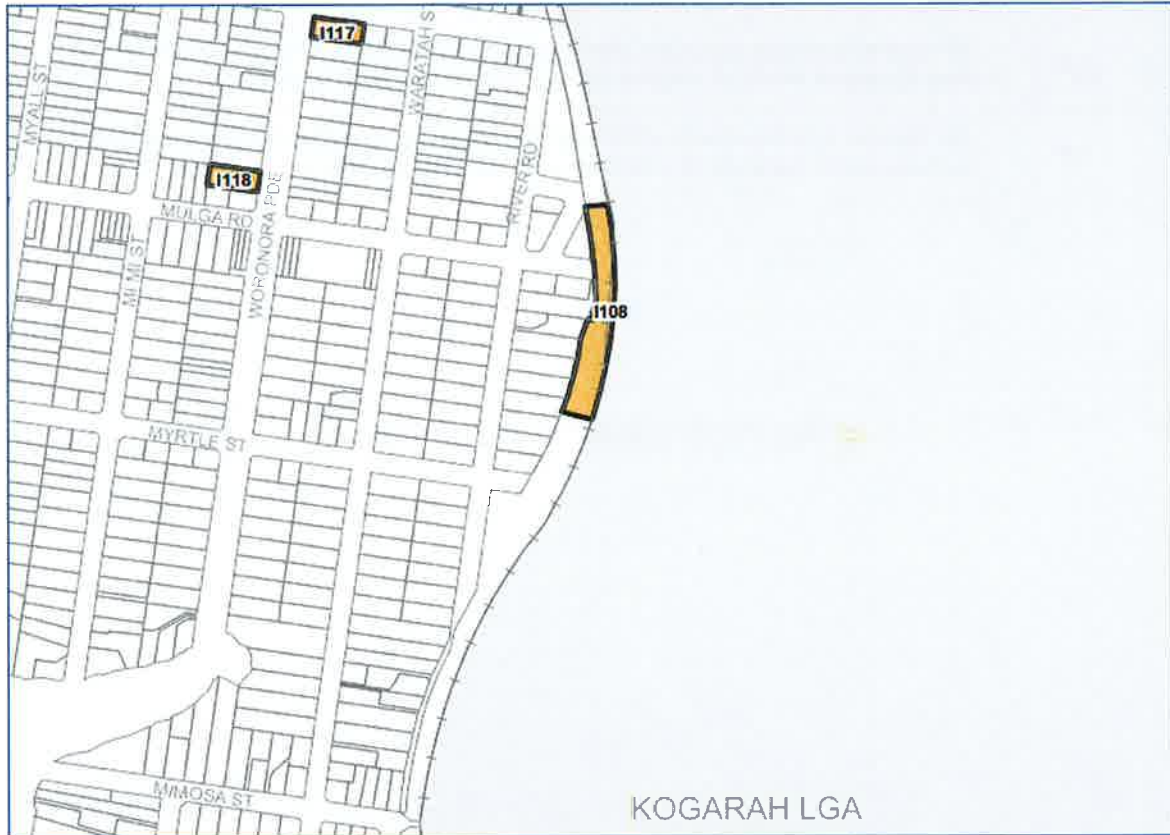 I117
WARATAH ST
MYALL ST
RIVER RD
I118
MULGA RD
WORONORA PDE
MI MI ST
I108
MYRTLE ST
MIMOSA ST
KOGARAH LGA